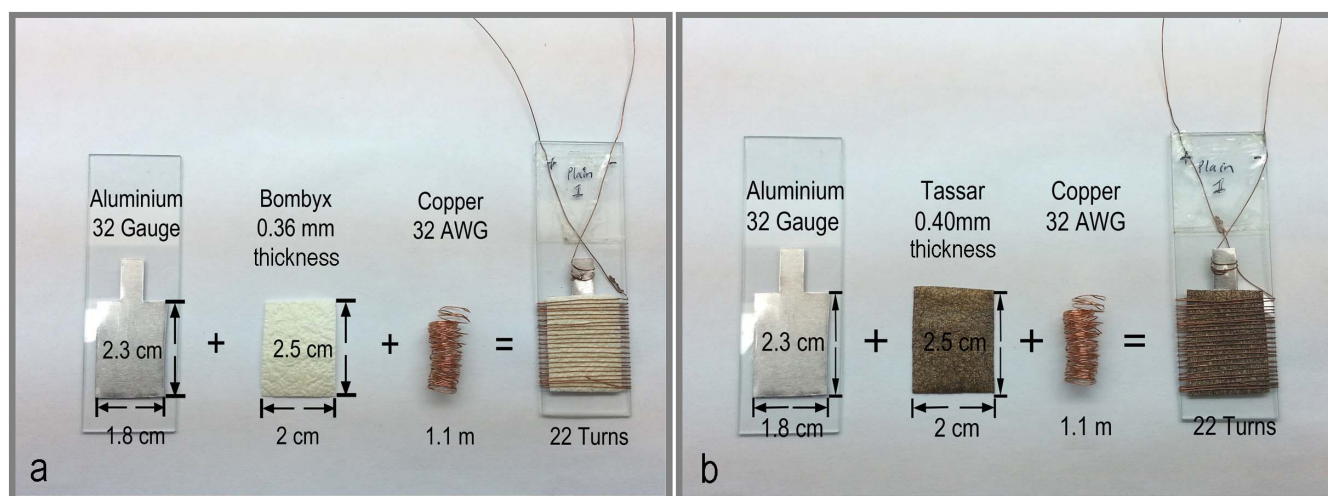 Aluminium
32 Gauge
Bombyx
0.36 mm
thickness
Copper
32 AWG
+ -
Plain
II
2.3 cm
+
2.5 cm
+
=
1.8 cm
2 cm
1.1 m
22 Turns
a
Aluminium
32 Gauge
Tassar
0.40mm
thickness
Copper
32 AWG
+ -
Plain
2.3 cm
+
2.5 cm
+
=
1.8 cm
2 cm
1.1 m
22 Turns
b